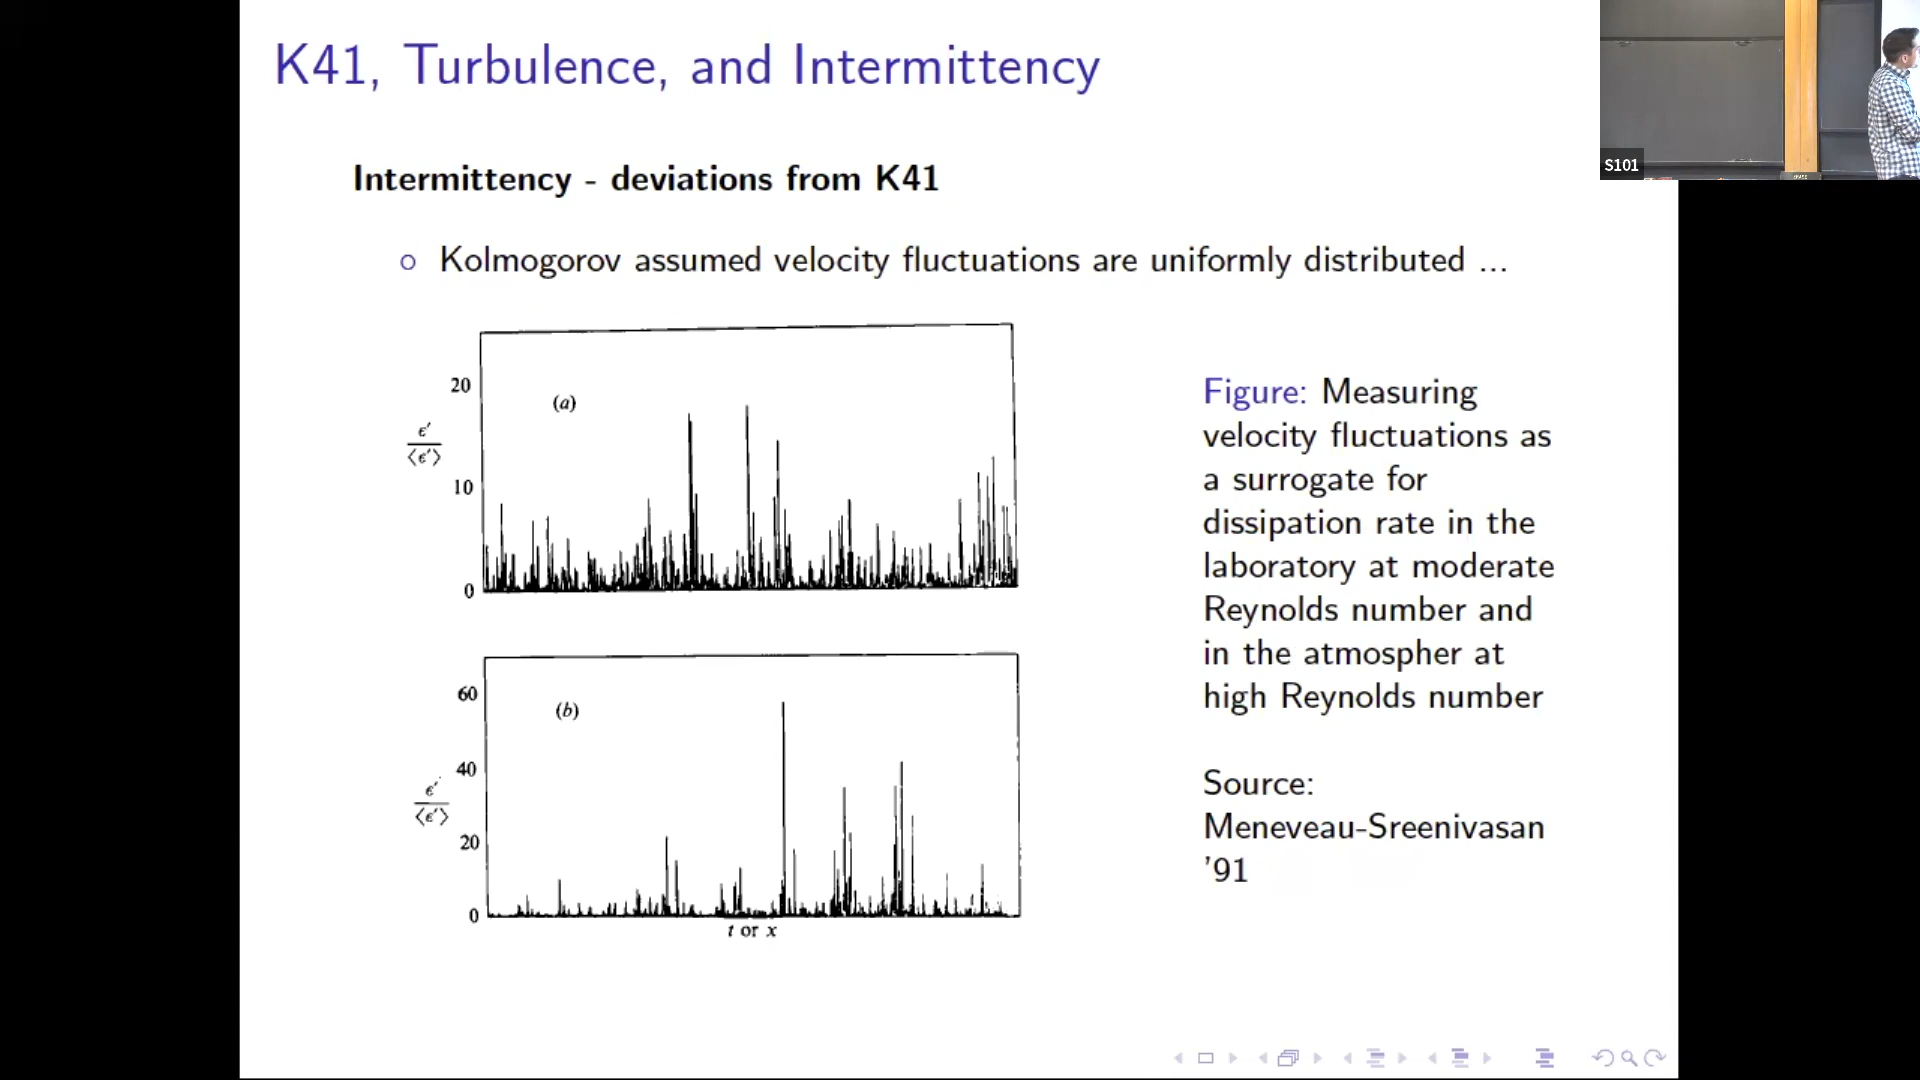 K41, Turbulence, and Intermittency
S101
Intermittency - deviations from K41
Kolmogorov assumed velocity fluctuations are uniformly distributed ...
20
(a)
ϵ′
⟨ϵ′⟩
10
0
60
(b)
40
ϵ′
⟨ϵ′⟩
20
0
t or x
Figure: Measuring
velocity fluctuations as
a surrogate for
dissipation rate in the
laboratory at moderate
Reynolds number and
in the atmospher at
high Reynolds number
Source:
Meneveau-Sreenivasan
'91